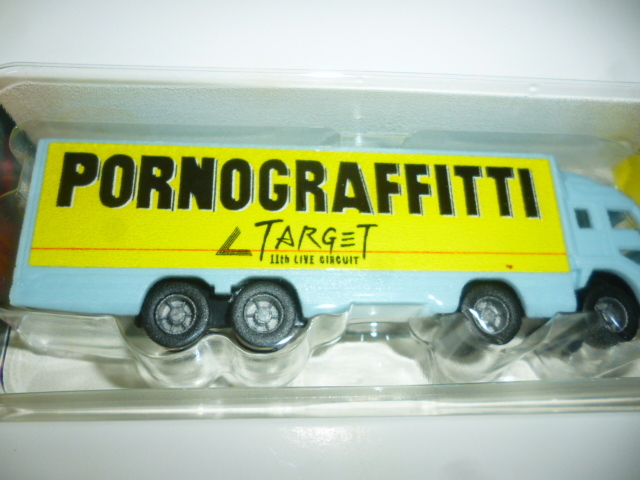 PORNOGRAFFITTI
TARGET
11th LIVE CIRCUIT